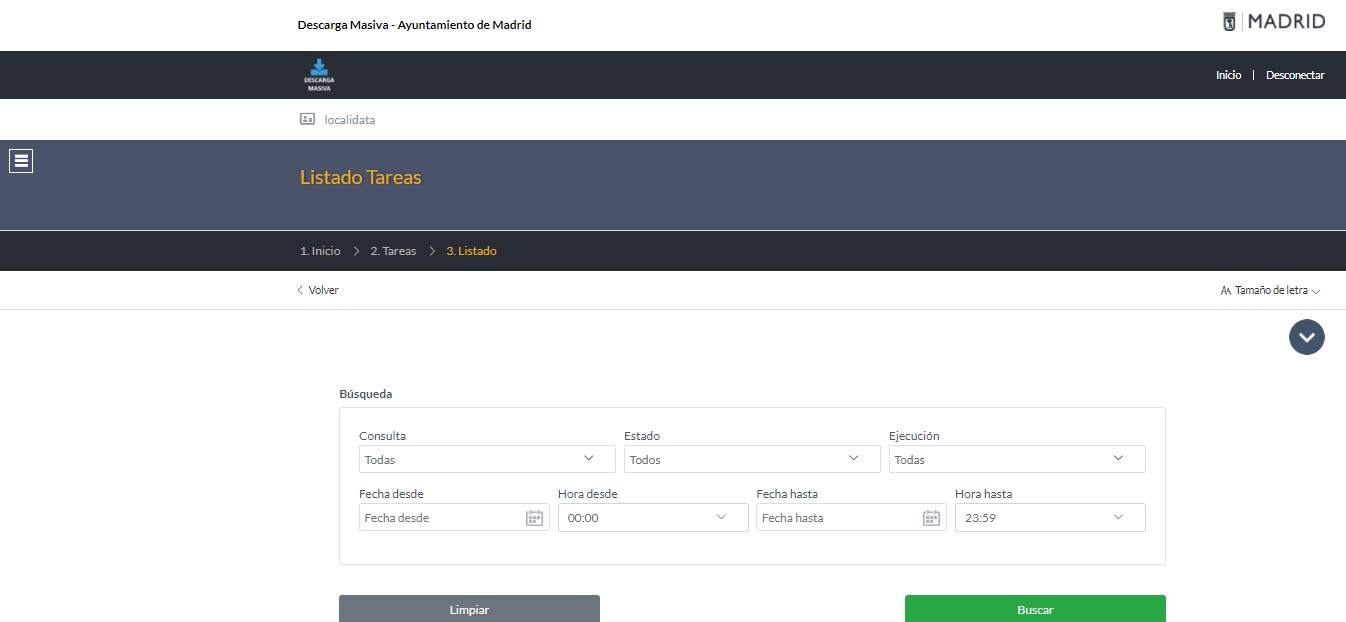 Descarga Masiva - Ayuntamiento de Madrid
MADRID
DESCARGA
MASIVA
Inicio | Desconectar
localidata
Listado Tareas
1. Inicio > 2. Tareas > 3. Listado
Volver
AA Tamaño de letra
Búsqueda
Consulta Estado Ejecución
Todas Todos Todas
Fecha desde Hora desde Fecha hasta Hora hasta
Fecha desde 00:00 Fecha hasta 23:59
Limpiar Buscar